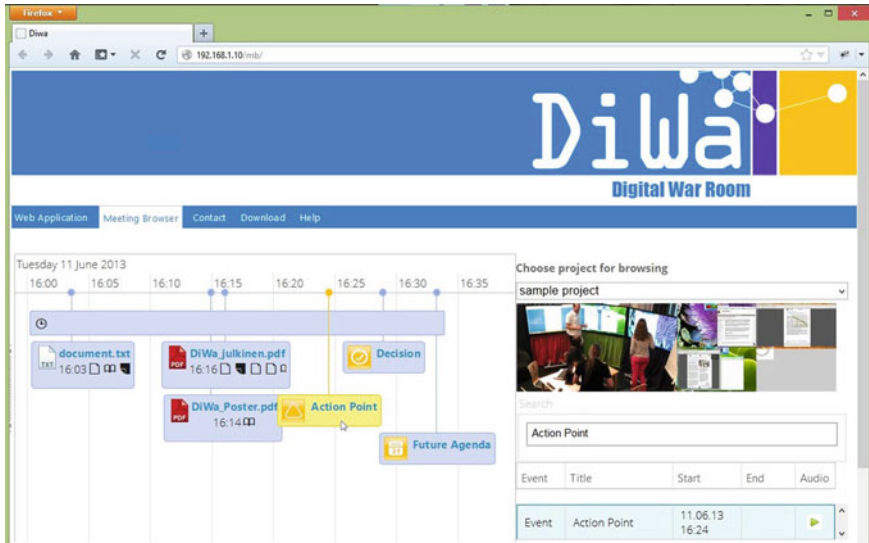 Firefox
Diwa
192.168.1.10/mb/
DiWa
Digital War Room
Web Application Meeting Browser Contact Download Help
Tuesday 11 June 2013
16:00 16:05 16:10 16:15 16:20 16:25 16:30 16:35
document.txt
TXT 16:03
DiWa_julkinen.pdf
PDF 16:16
Decision
DiWa_Poster.pdf
PDF 16:14
Action Point
Future Agenda
Choose project for browsing
sample project
Search
Action Point
Event Title Start End Audio
Event Action Point 11.06.13
16:24